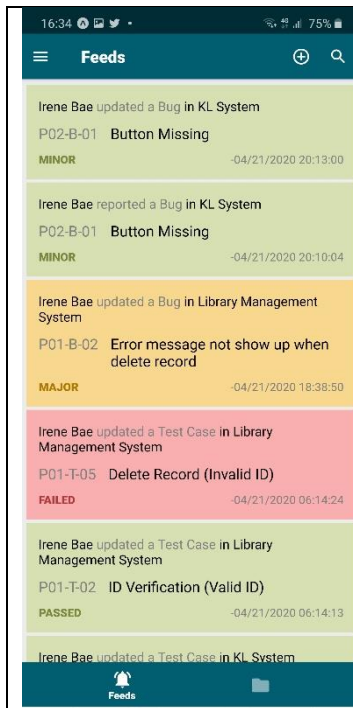 16:34 75%
Feeds
Irene Bae updated a Bug in KL System
P02-B-01 Button Missing
MINOR -04/21/2020 20:13:00
Irene Bae reported a Bug in KL System
P02-B-01 Button Missing
MINOR -04/21/2020 20:10:04
Irene Bae updated a Bug in Library Management
System
P01-B-02 Error message not show up when
delete record
MAJOR -04/21/2020 18:38:50
Irene Bae updated a Test Case in Library
Management System
P01-T-05 Delete Record (Invalid ID)
FAILED -04/21/2020 06:14:24
Irene Bae updated a Test Case in Library
Management System
P01-T-02 ID Verification (Valid ID)
PASSED -04/21/2020 06:14:13
Irene Bae updated a Test Case in KL System
Feeds